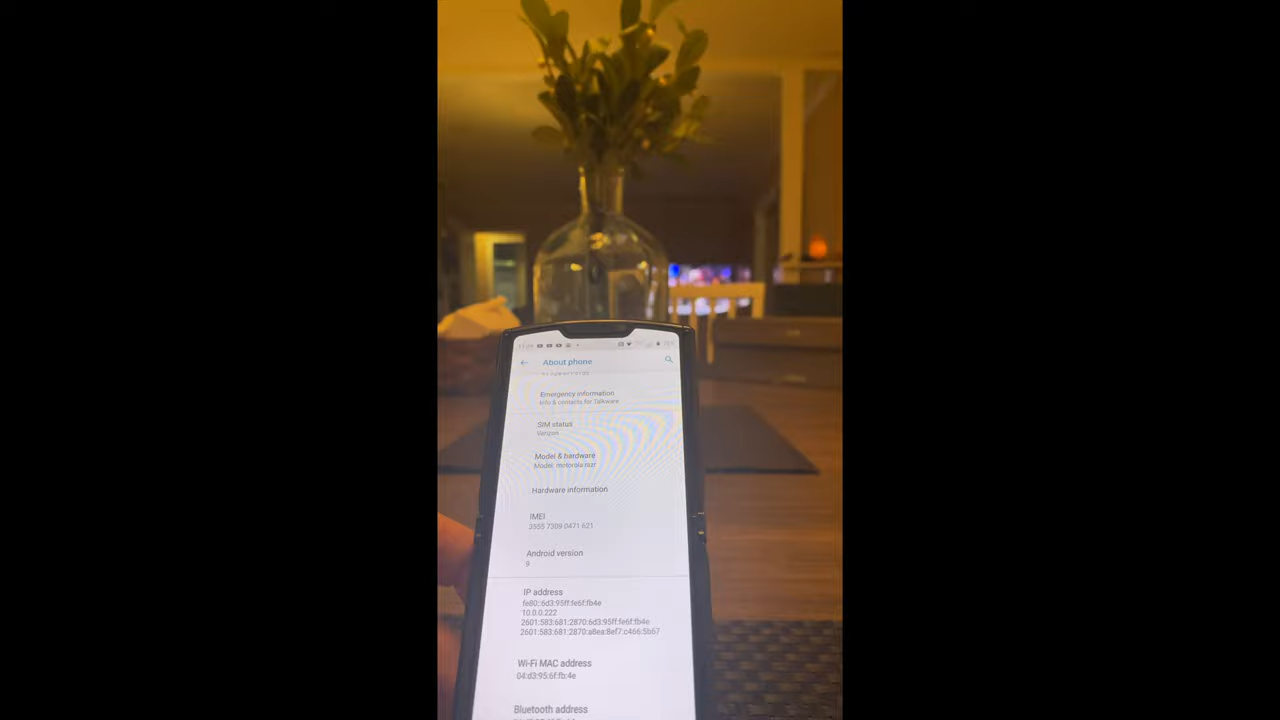 About phone
Emergency information
Info & contacts for Talkware
SIM status
Verizon
Model & hardware
Model: motorola razr
Hardware information
IMEI
3555 7309 0471 621
Android version
9
IP address
fe80::6d3:95ff:fe6f:fb4e
10.0.0.222
2601:583:681:2870:6d3:95ff:fe6f:fb4e
2601:583:681:2870:a8ea:8ef7:c466:5b67
Wi-Fi MAC address
04:d3:95:6f:fb:4e
Bluetooth address